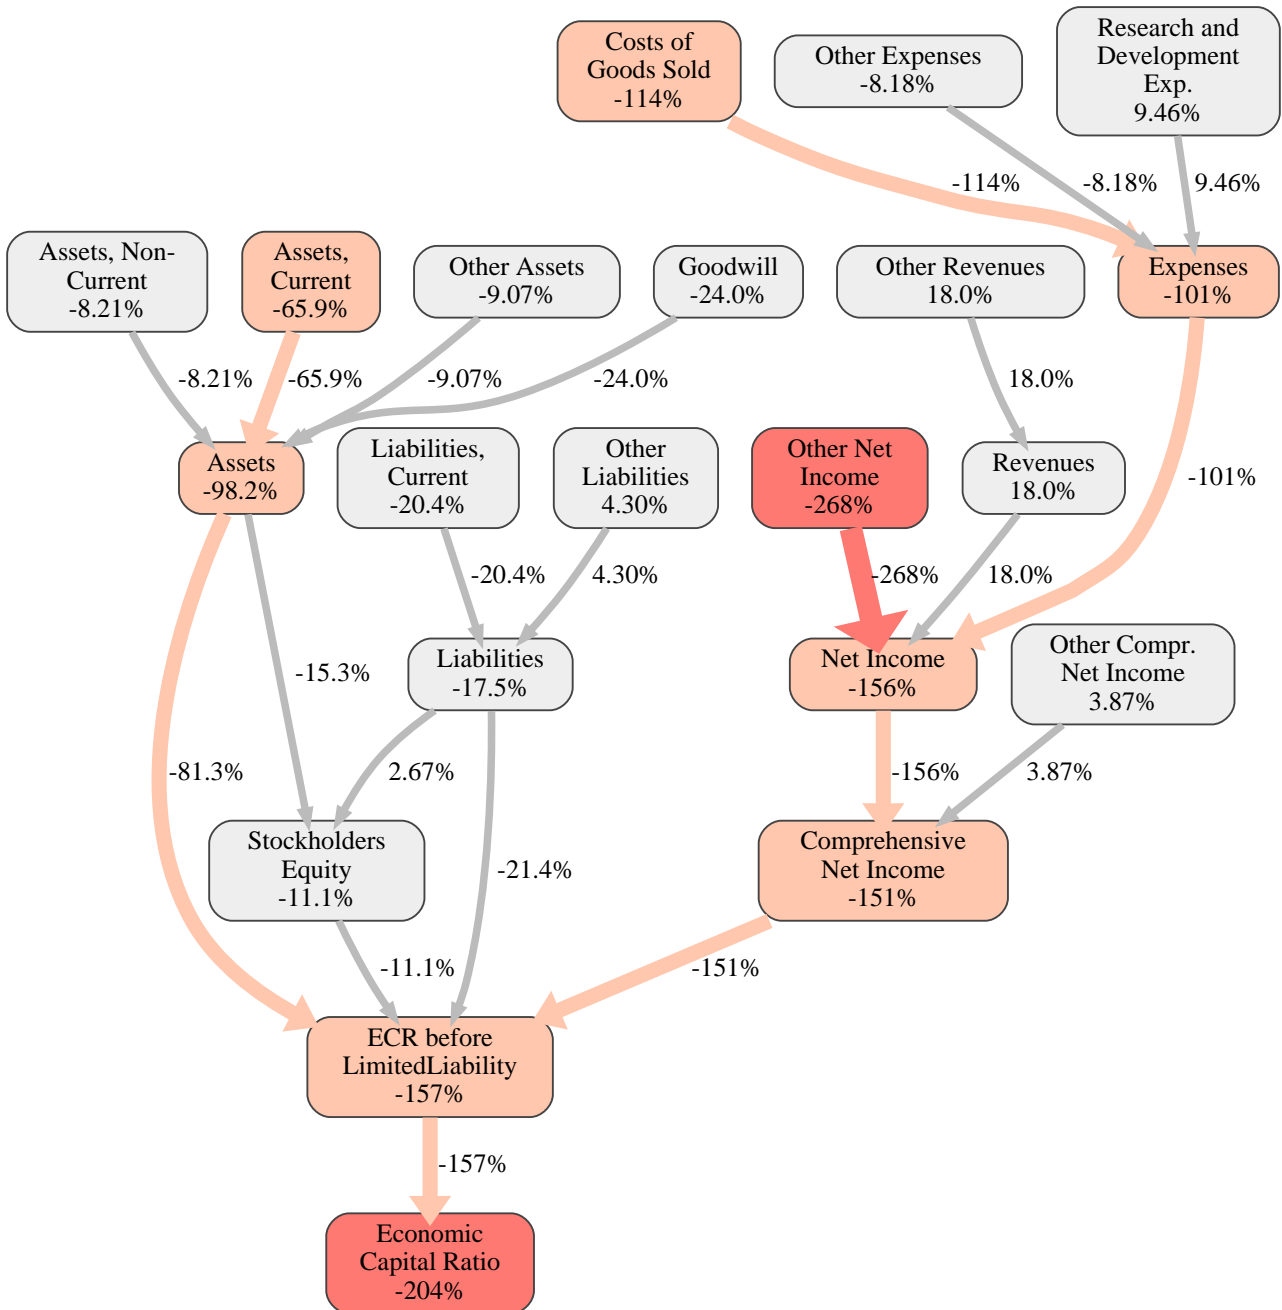 Costs of
Goods Sold
-114%
Other Expenses
-8.18%
Research and
Development
Exp.
9.46%
-114%
-8.18%
9.46%
Assets, Non-
Current
-8.21%
Assets,
Current
-65.9%
Other Assets
-9.07%
Goodwill
-24.0%
Other Revenues
18.0%
Expenses
-101%
-8.21%
-65.9%
-9.07%
-24.0%
18.0%
Assets
-98.2%
Liabilities,
Current
-20.4%
Other
Liabilities
4.30%
Other Net
Income
-268%
Revenues
18.0%
-101%
-20.4%
4.30%
-268%
18.0%
-15.3%
Liabilities
-17.5%
Net Income
-156%
Other Compr.
Net Income
3.87%
-81.3%
2.67%
-156%
3.87%
Stockholders
Equity
-11.1%
-21.4%
Comprehensive
Net Income
-151%
-11.1%
-151%
ECR before
LimitedLiability
-157%
-157%
Economic
Capital Ratio
-204%